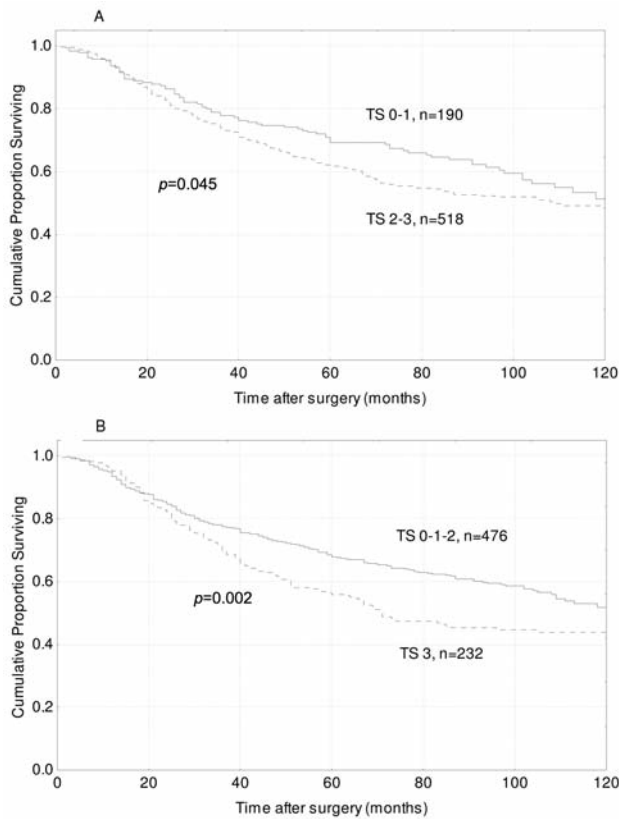 A
Cumulative Proportion Surviving
1.0
0.8
0.6
0.4
0.2
0.0
TS 0-1, n=190
p=0.045
TS 2-3, n=518
0 20 40 60 80 100 120
Time after surgery (months)
B
Cumulative Proportion Surviving
1.0
0.8
0.6
0.4
0.2
0.0
TS 0-1-2, n=476
p=0.002
TS 3, n=232
0 20 40 60 80 100 120
Time after surgery (months)